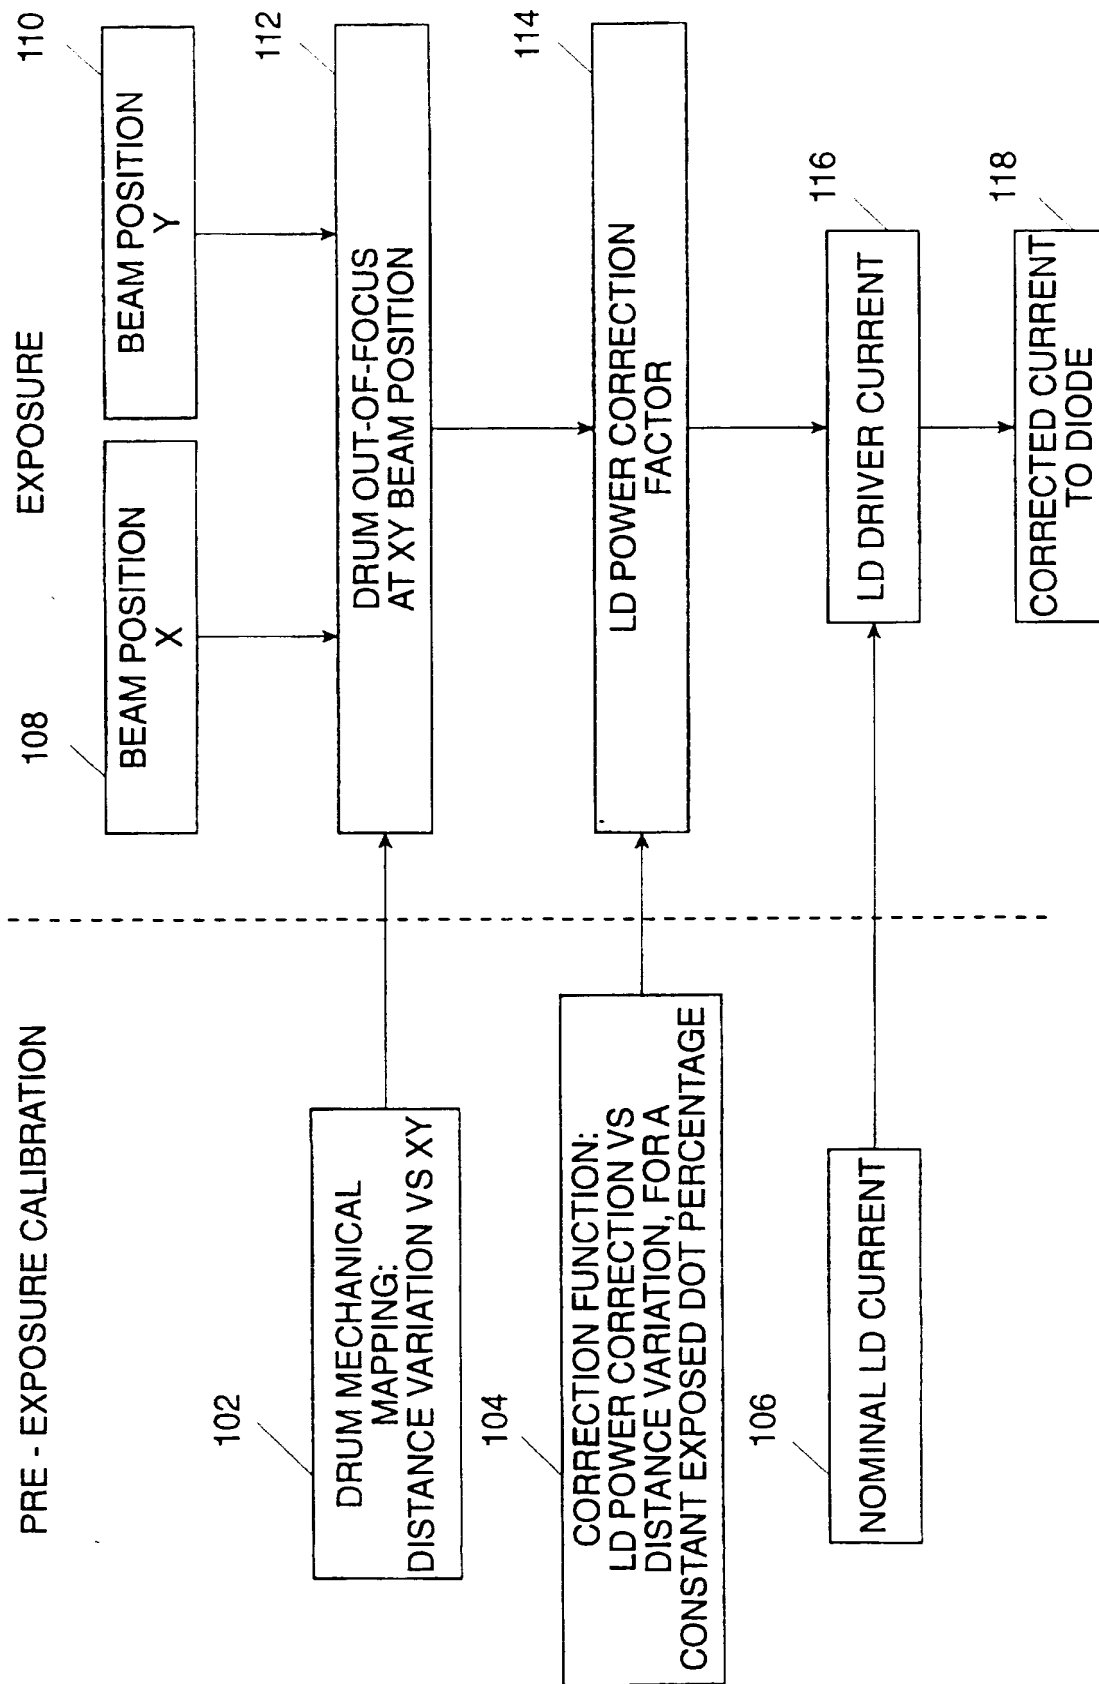 PRE - EXPOSURE CALIBRATION
102
DRUM MECHANICAL
MAPPING:
DISTANCE VARIATION VS XY
104
CORRECTION FUNCTION:
LD POWER CORRECTION VS
DISTANCE VARIATION, FOR A
CONSTANT EXPOSED DOT PERCENTAGE
106
NOMINAL LD CURRENT
EXPOSURE
108
BEAM POSITION
X
110
BEAM POSITION
Y
112
DRUM OUT-OF-FOCUS
AT XY BEAM POSITION
114
LD POWER CORRECTION
FACTOR
116
LD DRIVER CURRENT
118
CORRECTED CURRENT
TO DIODE